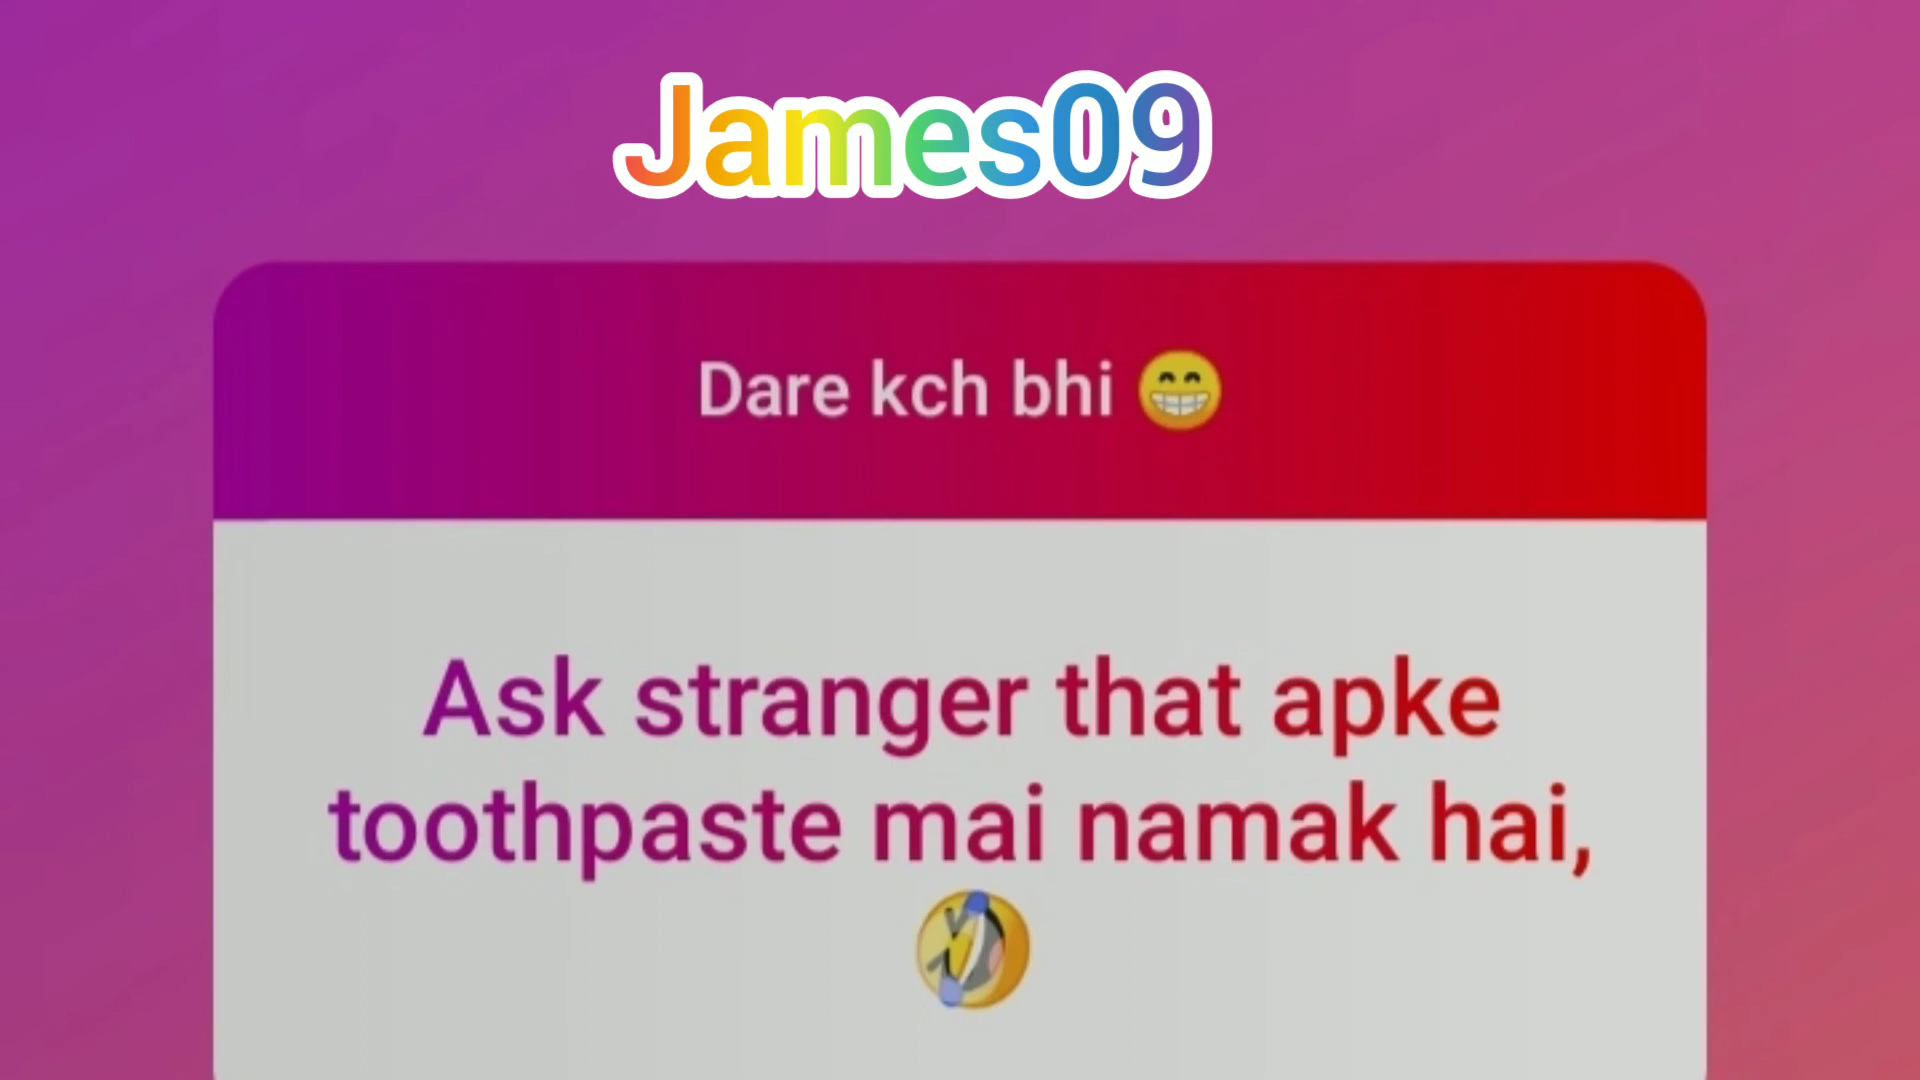 James09
Dare kch bhi 😁
Ask stranger that apke
toothpaste mai namak hai,
🤣